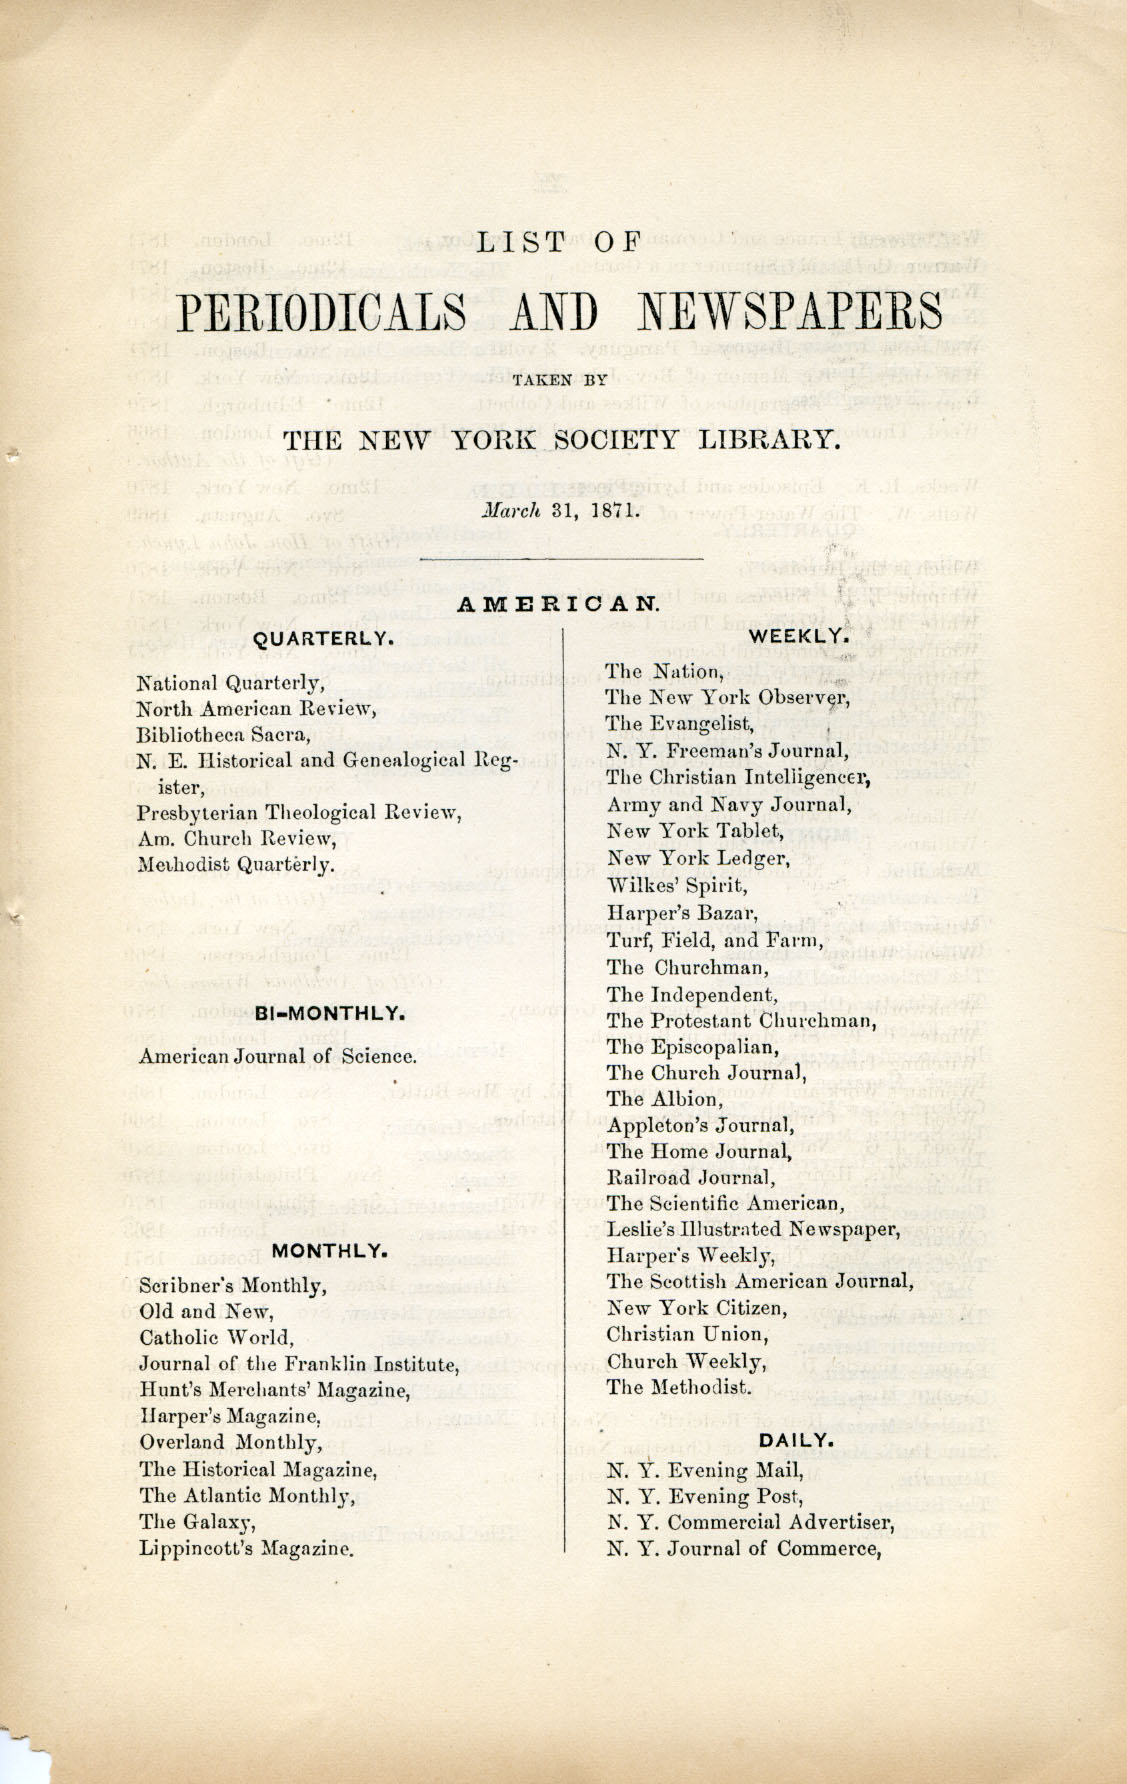 LIST OF
PERIODICALS AND NEWSPAPERS
TAKEN BY
THE NEW YORK SOCIETY LIBRARY.
March 31, 1871.
AMERICAN.
QUARTERLY.
National Quarterly,
North American Review,
Bibliotheca Sacra,
N. E. Historical and Genealogical Reg-
ister,
Presbyterian Theological Review,
Am. Church Review,
Methodist Quarterly.
BI-MONTHLY.
American Journal of Science.
MONTHLY.
Scribner's Monthly,
Old and New,
Catholic World,
Journal of the Franklin Institute,
Hunt's Merchants' Magazine,
Harper's Magazine,
Overland Monthly,
The Historical Magazine,
The Atlantic Monthly,
The Galaxy,
Lippincott's Magazine.
WEEKLY.
The Nation,
The New York Observer,
The Evangelist,
N. Y. Freeman's Journal,
The Christian Intelligencer,
Army and Navy Journal,
New York Tablet,
New York Ledger,
Wilkes' Spirit,
Harper's Bazar,
Turf, Field, and Farm,
The Churchman,
The Independent,
The Protestant Churchman,
The Episcopalian,
The Church Journal,
The Albion,
Appleton's Journal,
The Home Journal,
Railroad Journal,
The Scientific American,
Leslie's Illustrated Newspaper,
Harper's Weekly,
The Scottish American Journal,
New York Citizen,
Christian Union,
Church Weekly,
The Methodist.
DAILY.
N. Y. Evening Mail,
N. Y. Evening Post,
N. Y. Commercial Advertiser,
N. Y. Journal of Commerce,